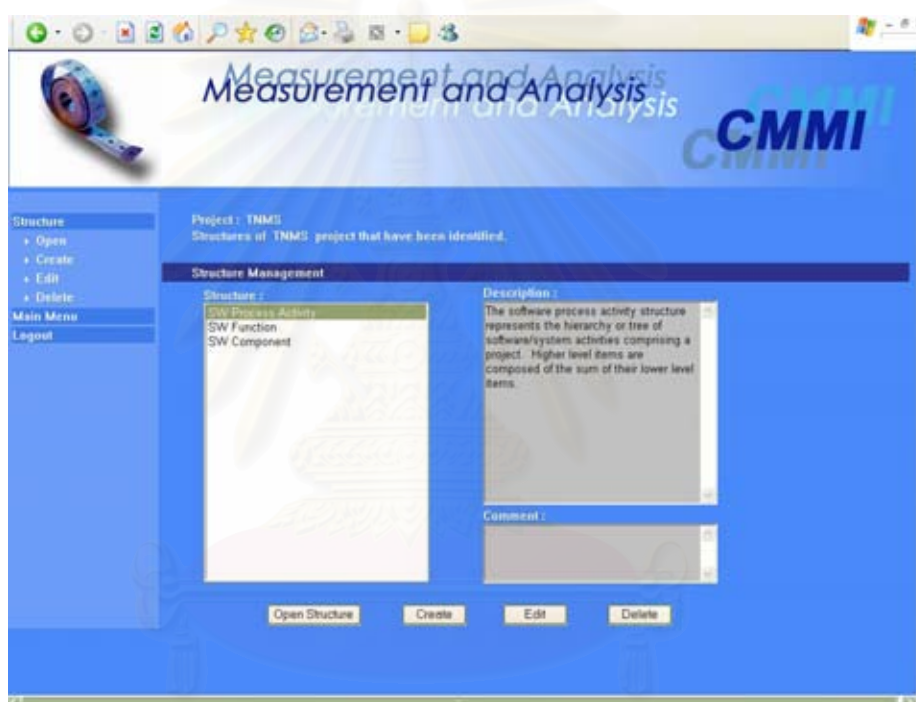 Measurement and Analysis
CMMI
Structure
Open
Create
Edit
Delete
Main Menu
Logout
Project : TNMS
Structures of TNMS project that have been identified.
Structure Management
Structure :
SW Process Activity
SW Function
SW Component
Description :
The software process activity structure
represents the hierarchy or tree of
software/system activities comprising a
project. Higher level items are
composed of the sum of their lower level
items.
Comment :
Open Structure
Create
Edit
Delete